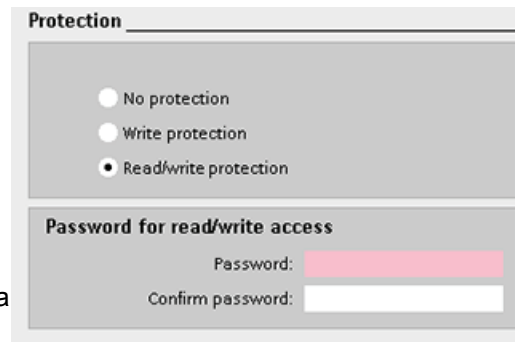 Protection
No protection
Write protection
Read/write protection
Password for read/write access
Password:
a
Confirm password: